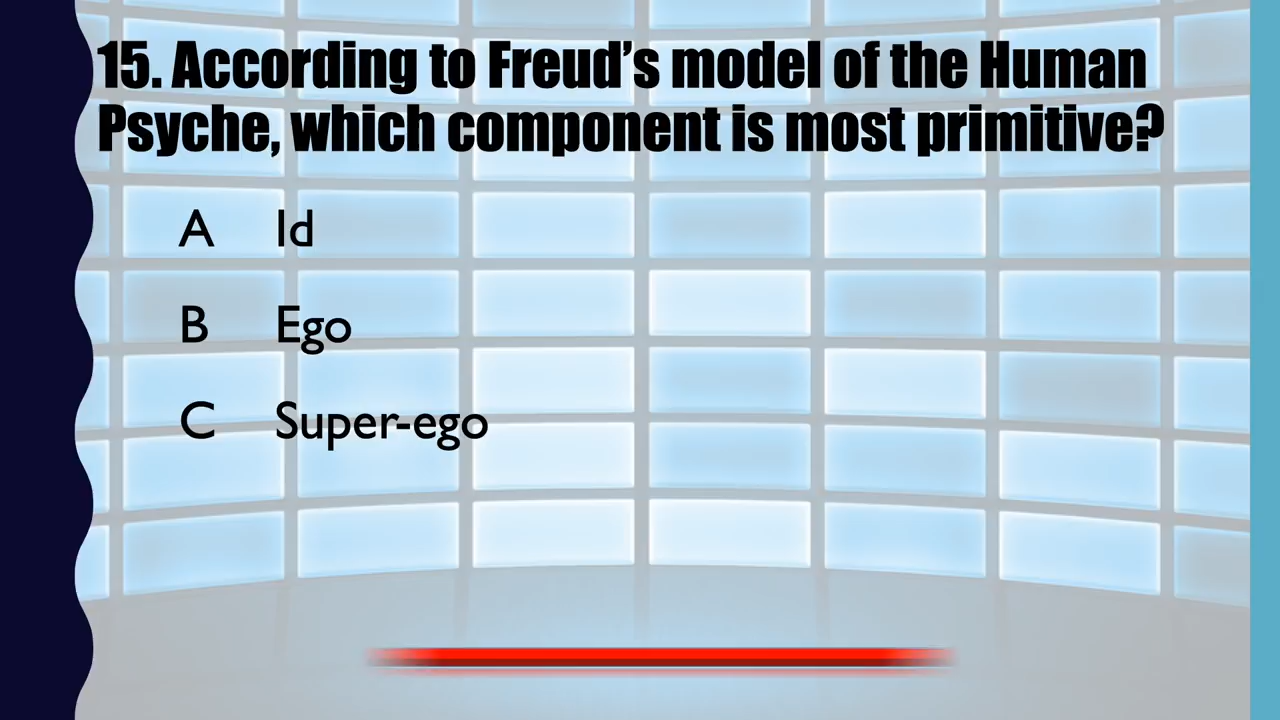 15. According to Freud’s model of the Human
Psyche, which component is most primitive?
A Id
B Ego
C Super-ego